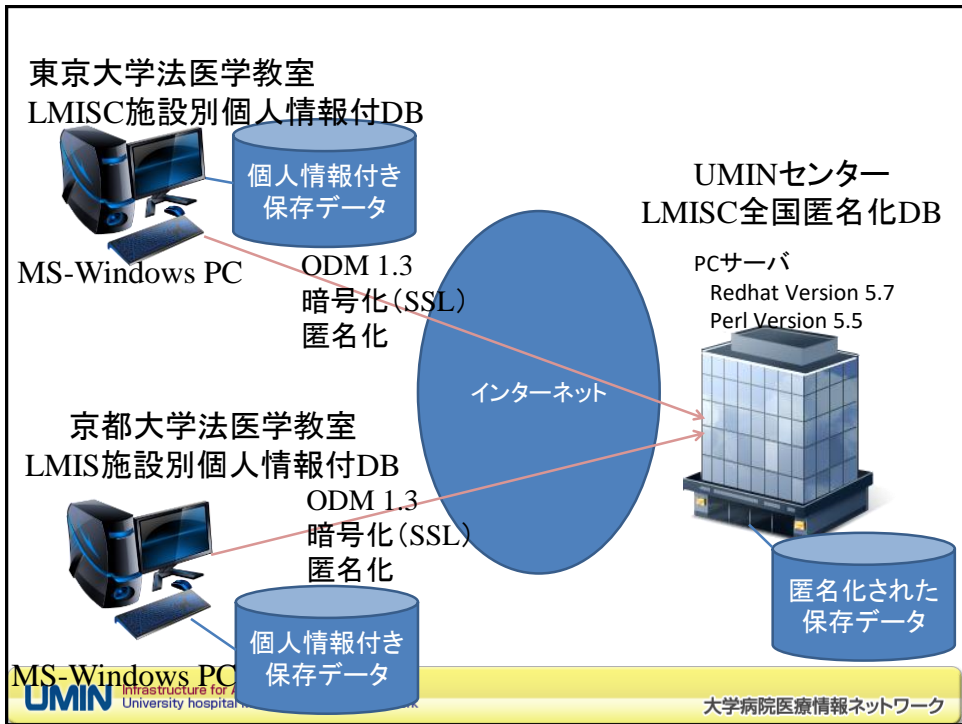 東京大学法医学教室
LMISC施設別個人情報付DB
個人情報付き
保存データ
MS-Windows PC
ODM 1.3
暗号化（SSL）
匿名化
インターネット
UMINセンター
LMISC全国匿名化DB
PCサーバ
Redhat Version 5.7
Perl Version 5.5
京都大学法医学教室
LMIS施設別個人情報付DB
ODM 1.3
暗号化（SSL）
匿名化
個人情報付き
保存データ
MS-Windows PC
匿名化された
保存データ
UMIN
Infrastructure for
University hospital
大学病院医療情報ネットワーク